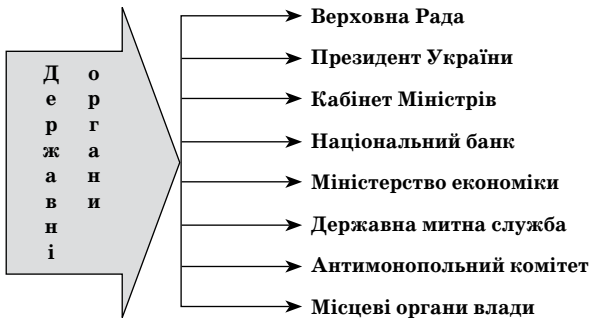 Державні
органи
Верховна Рада
Президент України
Кабінет Міністрів
Національний банк
Міністерство економіки
Державна митна служба
Антимонопольний комітет
Місцеві органи влади